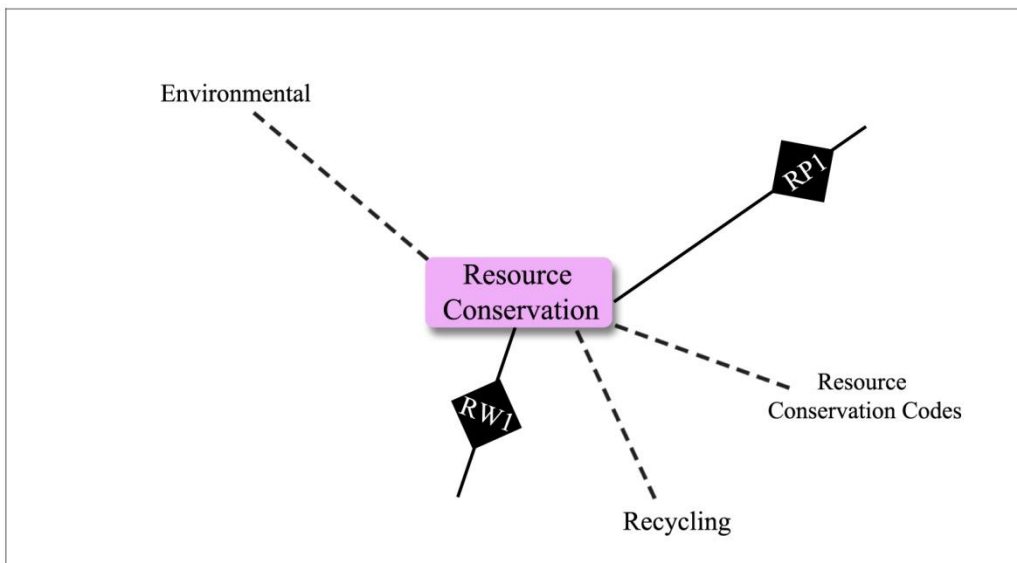 Environmental
RP1
Resource
Conservation
RW1
Resource
Conservation Codes
Recycling